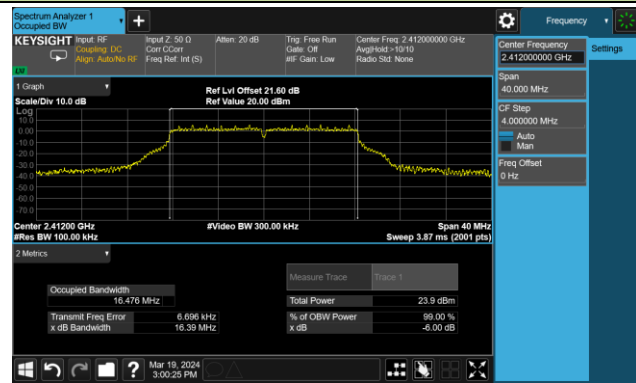 Spectrum Analyzer 1
Occupied BW
+
Frequency
KEYSIGHT
Input: RF
Coupling: DC
Align: Auto/No RF
Input Z: 50 Ω
Corr CCorr
Freq Ref: Int (S)
Atten: 20 dB
Trig: Free Run
Gate: Off
#IF Gain: Low
Center Freq: 2.412000000 GHz
Avg|Hold:>10/10
Radio Std: None
Center Frequency
2.412000000 GHz
Settings
Span
40.000 MHz
CF Step
4.000000 MHz
Auto
Man
Freq Offset
0 Hz
1 Graph
Scale/Div 10.0 dB
Ref Lvl Offset 21.60 dB
Ref Value 20.00 dBm
Log
10.0
0.00
-10.0
-20.0
-30.0
-40.0
-50.0
-60.0
-70.0
Center 2.41200 GHz
#Res BW 100.00 kHz
#Video BW 300.00 kHz
Span 40 MHz
Sweep 3.87 ms (2001 pts)
2 Metrics
Measure Trace
Trace 1
Occupied Bandwidth
16.476 MHz
Total Power
23.9 dBm
Transmit Freq Error
6.696 kHz
% of OBW Power
99.00 %
x dB Bandwidth
16.39 MHz
x dB
-6.00 dB
?
Mar 19, 2024
3:00:25 PM